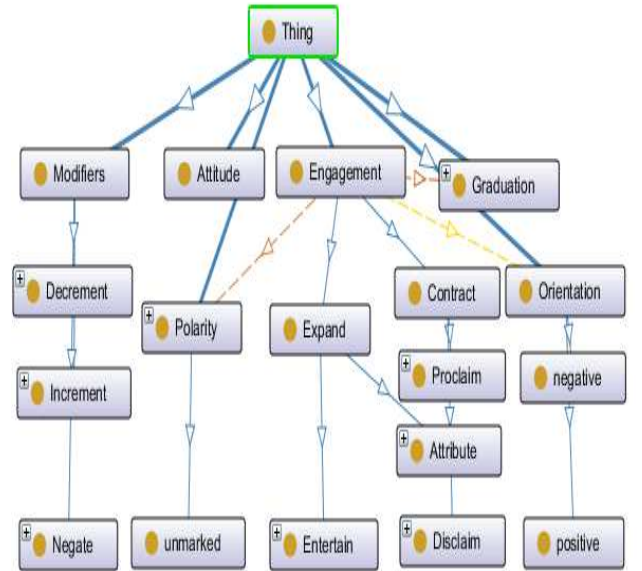 Thing
Modifiers
Attitude
Engagement
Graduation
Decrement
Polarity
Expand
Contract
Orientation
Increment
Proclaim
negative
Attribute
Negate
unmarked
Entertain
Disclaim
positive